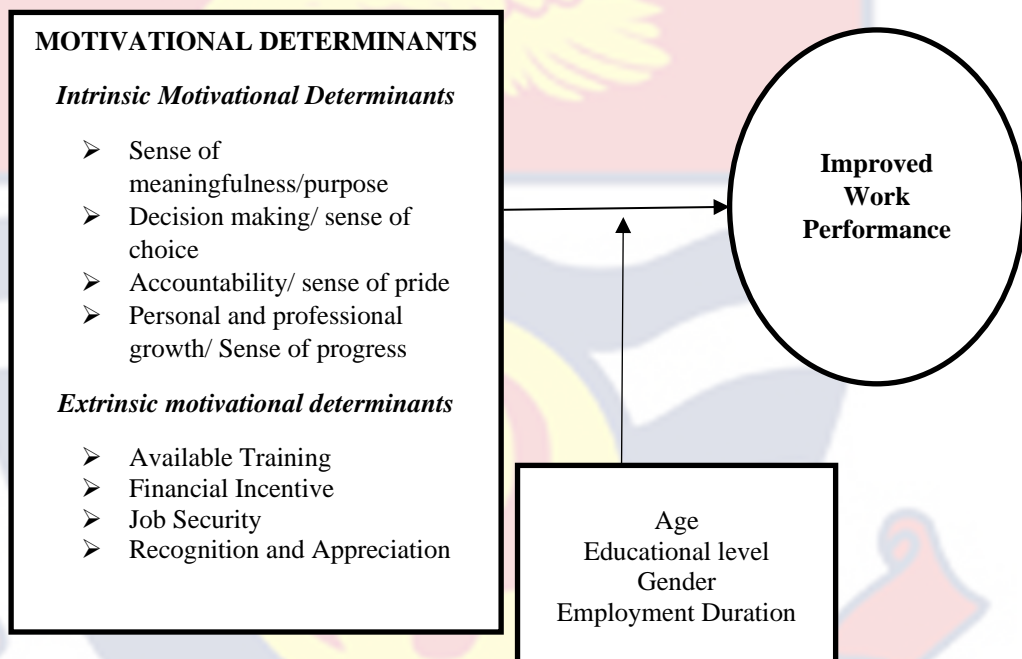 MOTIVATIONAL DETERMINANTS
Intrinsic Motivational Determinants
➢ Sense of
meaningfulness/purpose
➢ Decision making/ sense of
choice
➢ Accountability/ sense of pride
➢ Personal and professional
growth/ Sense of progress
Extrinsic motivational determinants
➢ Available Training
➢ Financial Incentive
➢ Job Security
➢ Recognition and Appreciation
Improved
Work
Performance
Age
Educational level
Gender
Employment Duration